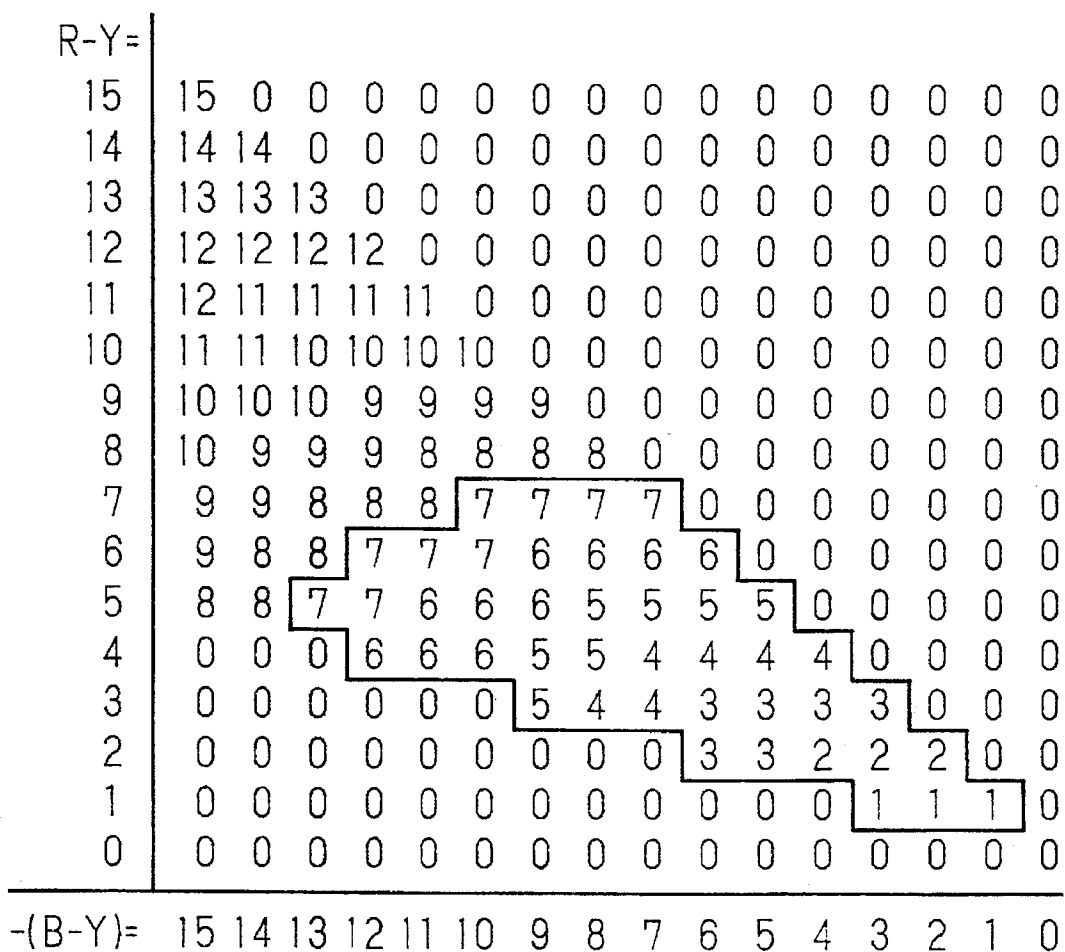 R-Y=
15 15 0 0 0 0 0 0 0 0 0 0 0 0 0 0 0
14 14 14 0 0 0 0 0 0 0 0 0 0 0 0 0 0
13 13 13 13 0 0 0 0 0 0 0 0 0 0 0 0 0
12 12 12 12 12 0 0 0 0 0 0 0 0 0 0 0 0
11 12 11 11 11 11 0 0 0 0 0 0 0 0 0 0 0
10 11 11 10 10 10 10 0 0 0 0 0 0 0 0 0 0
9 10 10 10 9 9 9 9 0 0 0 0 0 0 0 0 0
8 10 9 9 9 8 8 8 8 0 0 0 0 0 0 0 0
7 9 9 8 8 8 7 7 7 7 0 0 0 0 0 0 0
6 9 8 8 7 7 7 6 6 6 6 0 0 0 0 0 0
5 8 8 7 7 6 6 6 5 5 5 5 0 0 0 0 0
4 0 0 0 6 6 6 5 5 4 4 4 4 0 0 0 0
3 0 0 0 0 0 0 5 4 4 3 3 3 3 0 0 0
2 0 0 0 0 0 0 0 0 0 3 3 2 2 2 0 0
1 0 0 0 0 0 0 0 0 0 0 0 0 1 1 1 0
0 0 0 0 0 0 0 0 0 0 0 0 0 0 0 0 0
-(B-Y)= 15 14 13 12 11 10 9 8 7 6 5 4 3 2 1 0